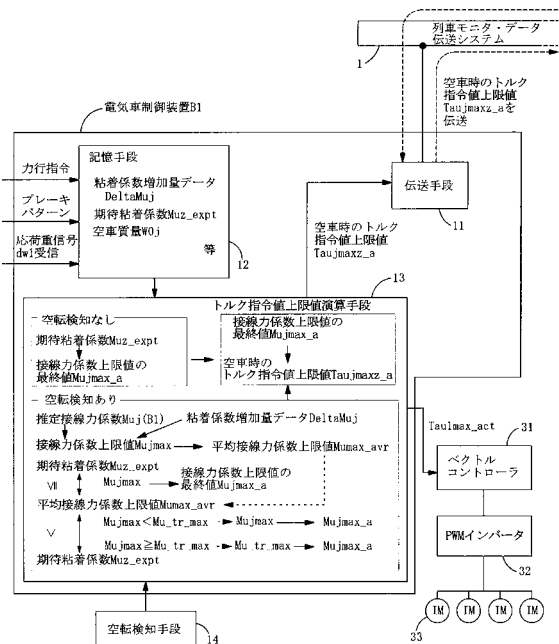 列車モニタ・データ
伝送システム
1
空車時のトルク
指令値上限値
Taujmaxz_aを
伝送
電気車制御装置B1
記憶手段
粘着係数増加量データ
DeltaMuj
期待粘着係数Muz_expt
空車質量W0j
等
12
力行指令
ブレーキ
パターン
応荷重信号
dw1受信
伝送手段
11
空車時のトルク
指令値上限値
Taujmaxz_a
13
トルク指令値上限値演算手段
空転検知なし
期待粘着係数Muz_expt
接線力係数上限値の
最終値Mujmax_a
接線力係数上限値の
最終値Mujmax_a
空車時の
トルク指令値上限値Taujmaxz_a
空転検知あり
推定接線力係数Muj(B1)
粘着係数増加量データDeltaMuj
接線力係数上限値Mujmax
平均接線力係数上限値Mumax_avr
期待粘着係数Muz_expt
≧
Mujmax
接線力係数上限値の
最終値Mujmax_a
平均接線力係数上限値Mumax_avr
>
Mujmax<Mu_tr_max
Mujmax
Mujmax_a
Mujmax≧Mu_tr_max
Mu_tr_max
Mujmax_a
期待粘着係数Muz_expt
空転検知手段
14
Taulmax_act
31
ベクトル
コントローラ
PWMインバータ
32
33
IM
IM
IM
IM